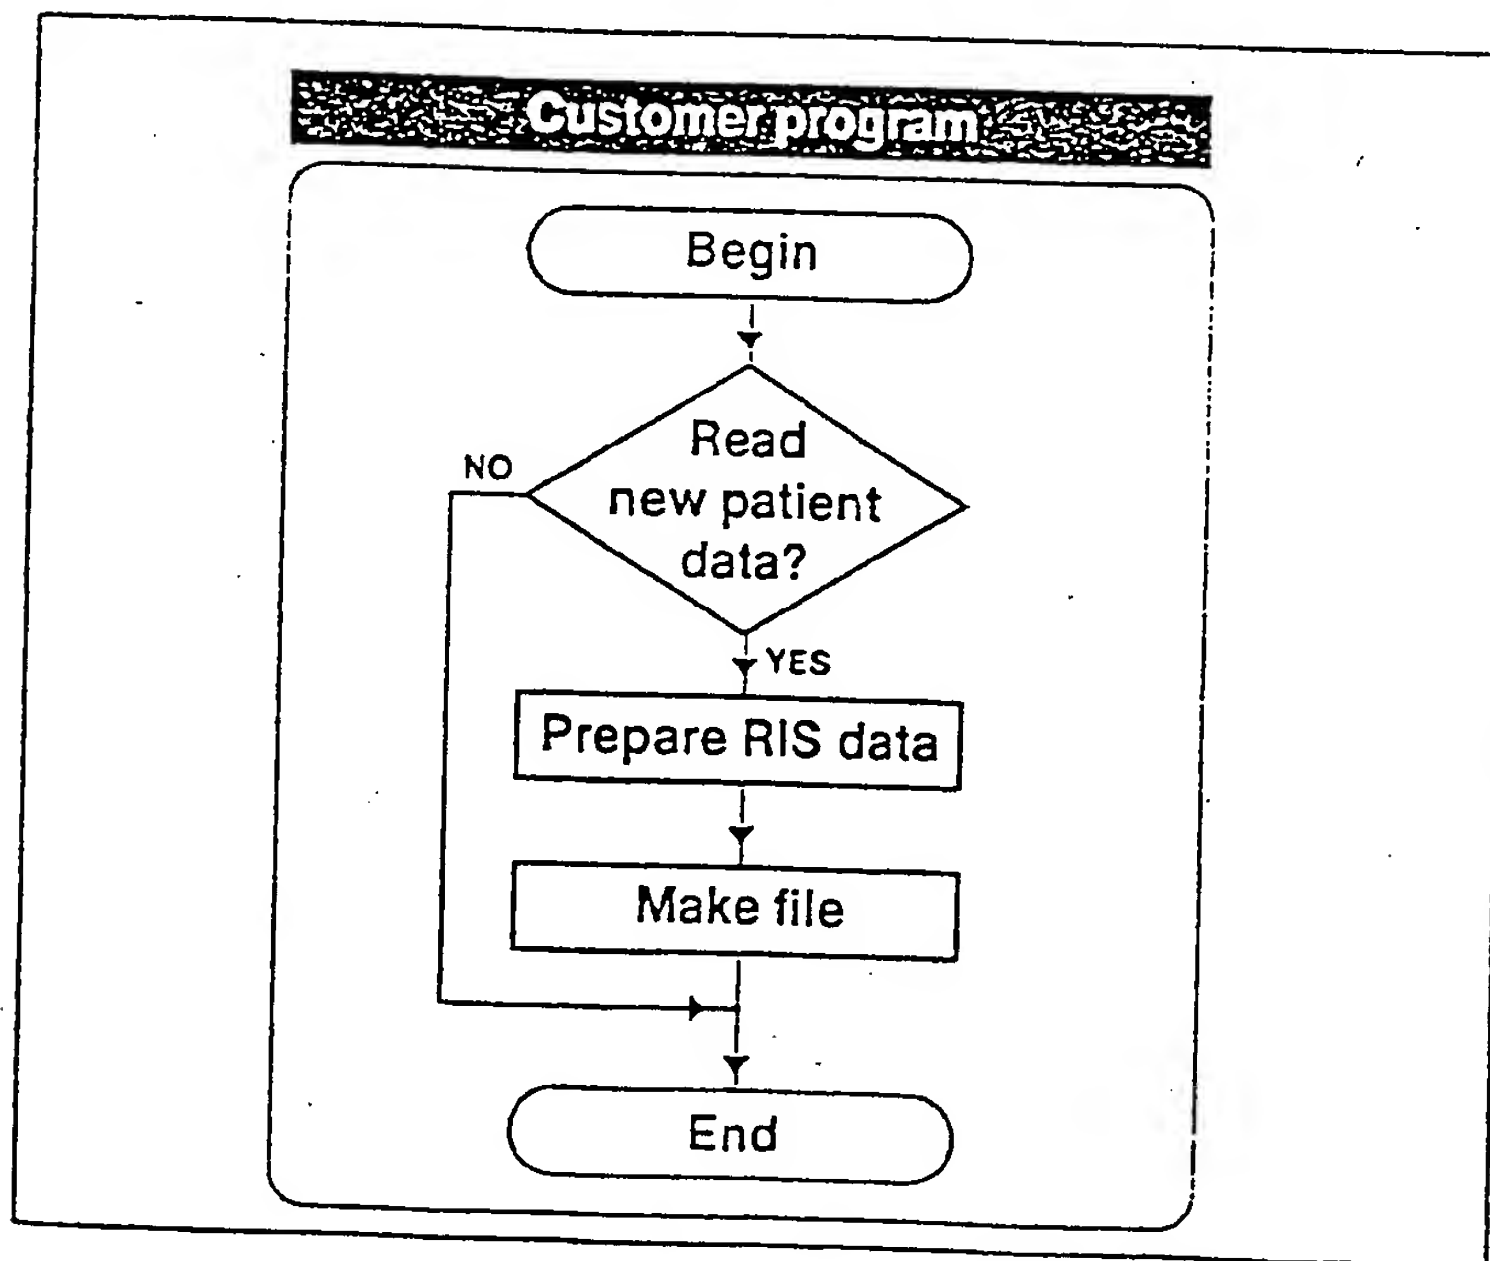 Customer program
Begin
Read
new patient
data?
NO
YES
Prepare RIS data
Make file
End